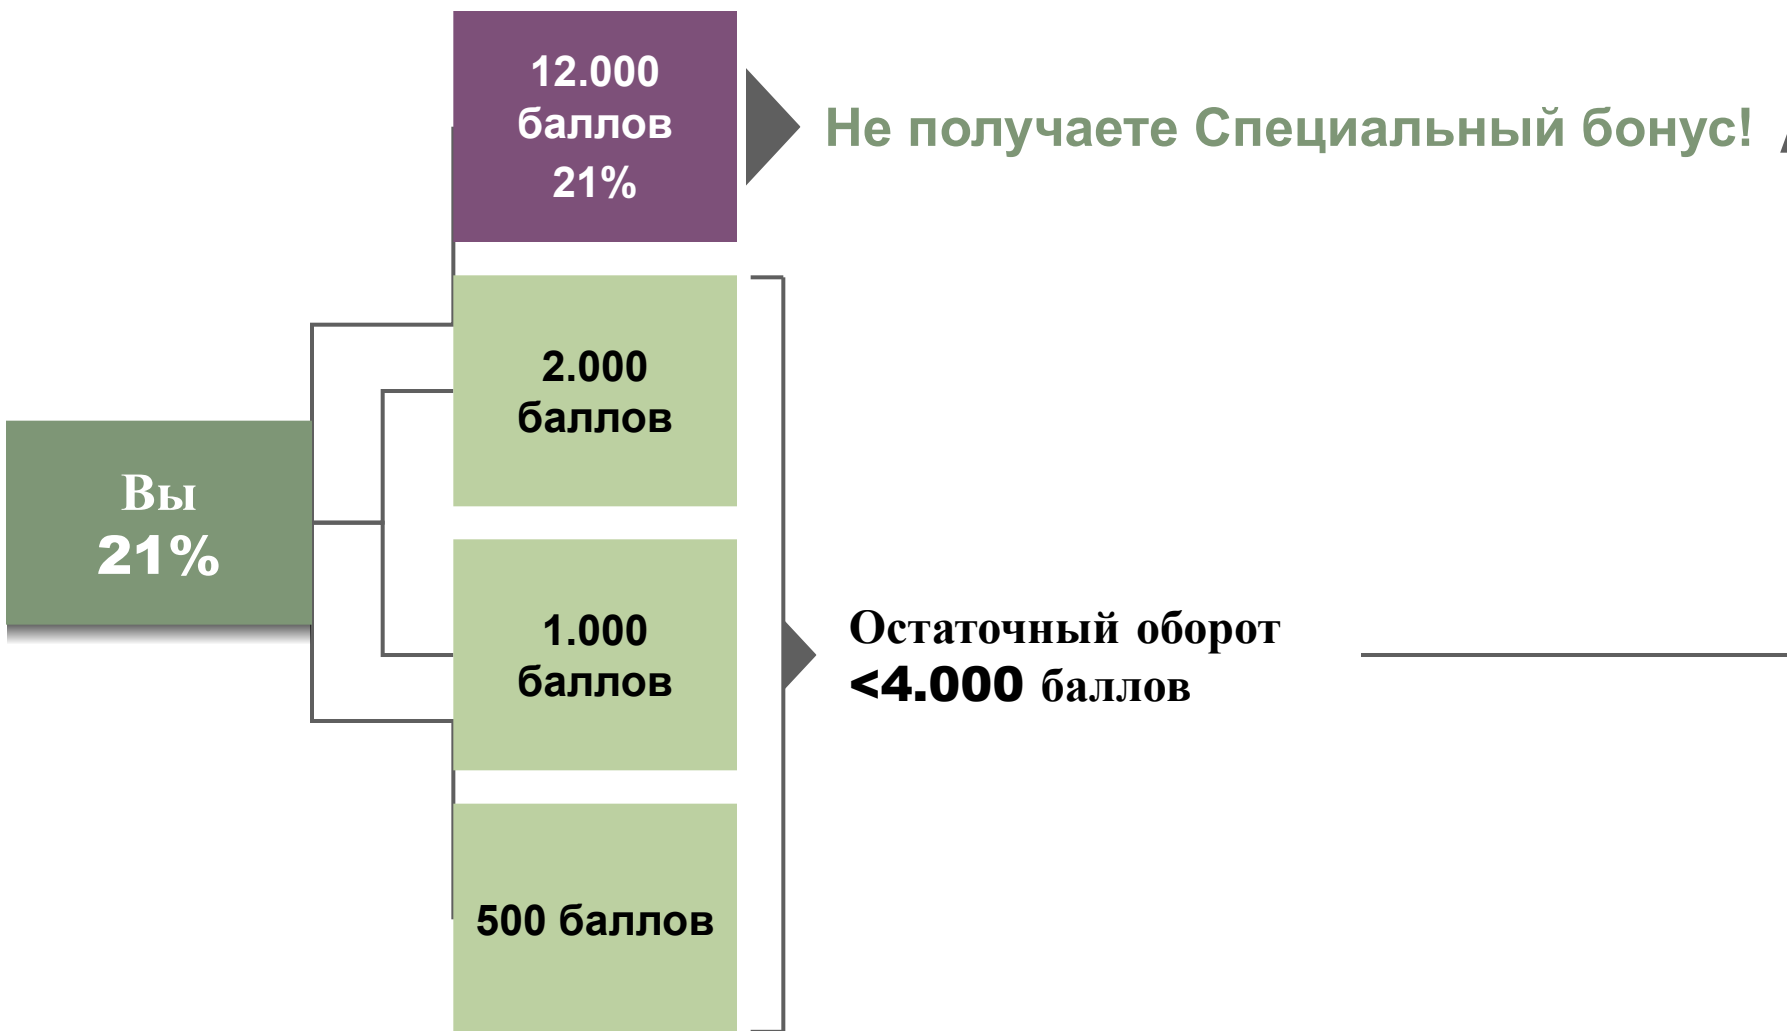 12.000
баллов
21%
Не получаете Специальный бонус!
2.000
баллов
Вы
21%
1.000
баллов
Остаточный оборот
<4.000 баллов
500 баллов